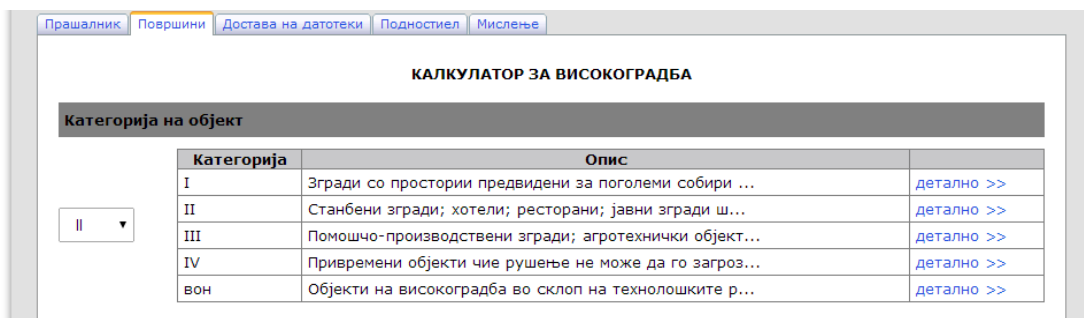 Прашалник Површини Достава на датотеки Подностиел Мислење
КАЛКУЛАТОР ЗА ВИСОКОГРАДБА
Категорија на објект
Категорија Опис
I Згради со простории предвидени за поголеми собири ... детално >>
II Станбени згради; хотели; ресторани; јавни згради ш... детално >>
II
III Помошчо-производствени згради; агротехнички објект... детално >>
IV Привремени објекти чие рушење не може да го загроз... детално >>
вон Објекти на високоградба во склоп на технолошките р... детално >>